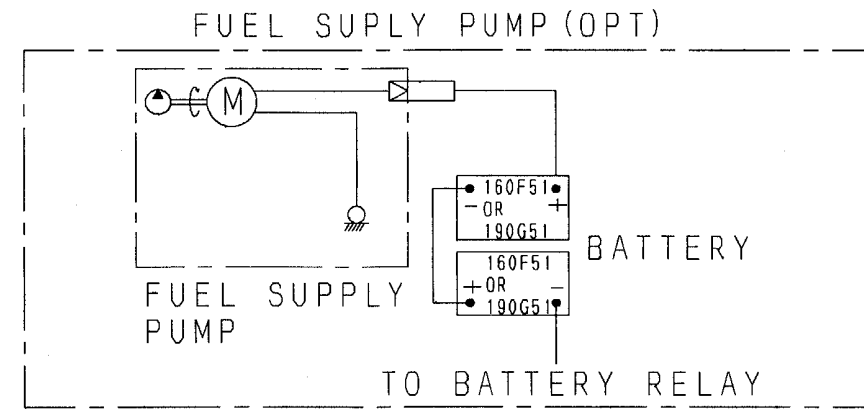 FUEL SUPLY PUMP(OPT)
M
160F51
- OR +
190G51
BATTERY
160F51
+ OR -
190G51
FUEL SUPPLY
PUMP
TO BATTERY RELAY